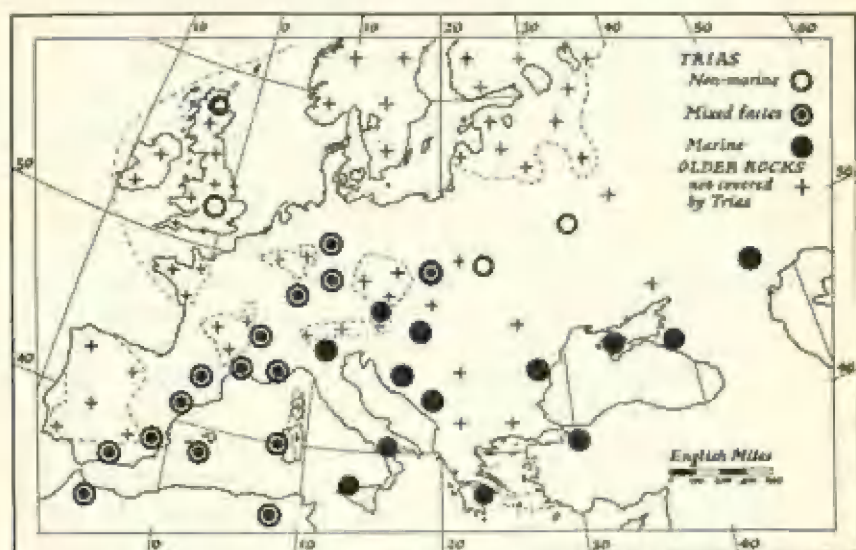 10 0 10 20 30 40 50 60
TRIAS
Non-marine
Mixed facies
Marine
OLDER ROCKS
not covered
by Trias
50 50
40 40
English Miles
10 10 20 30 40